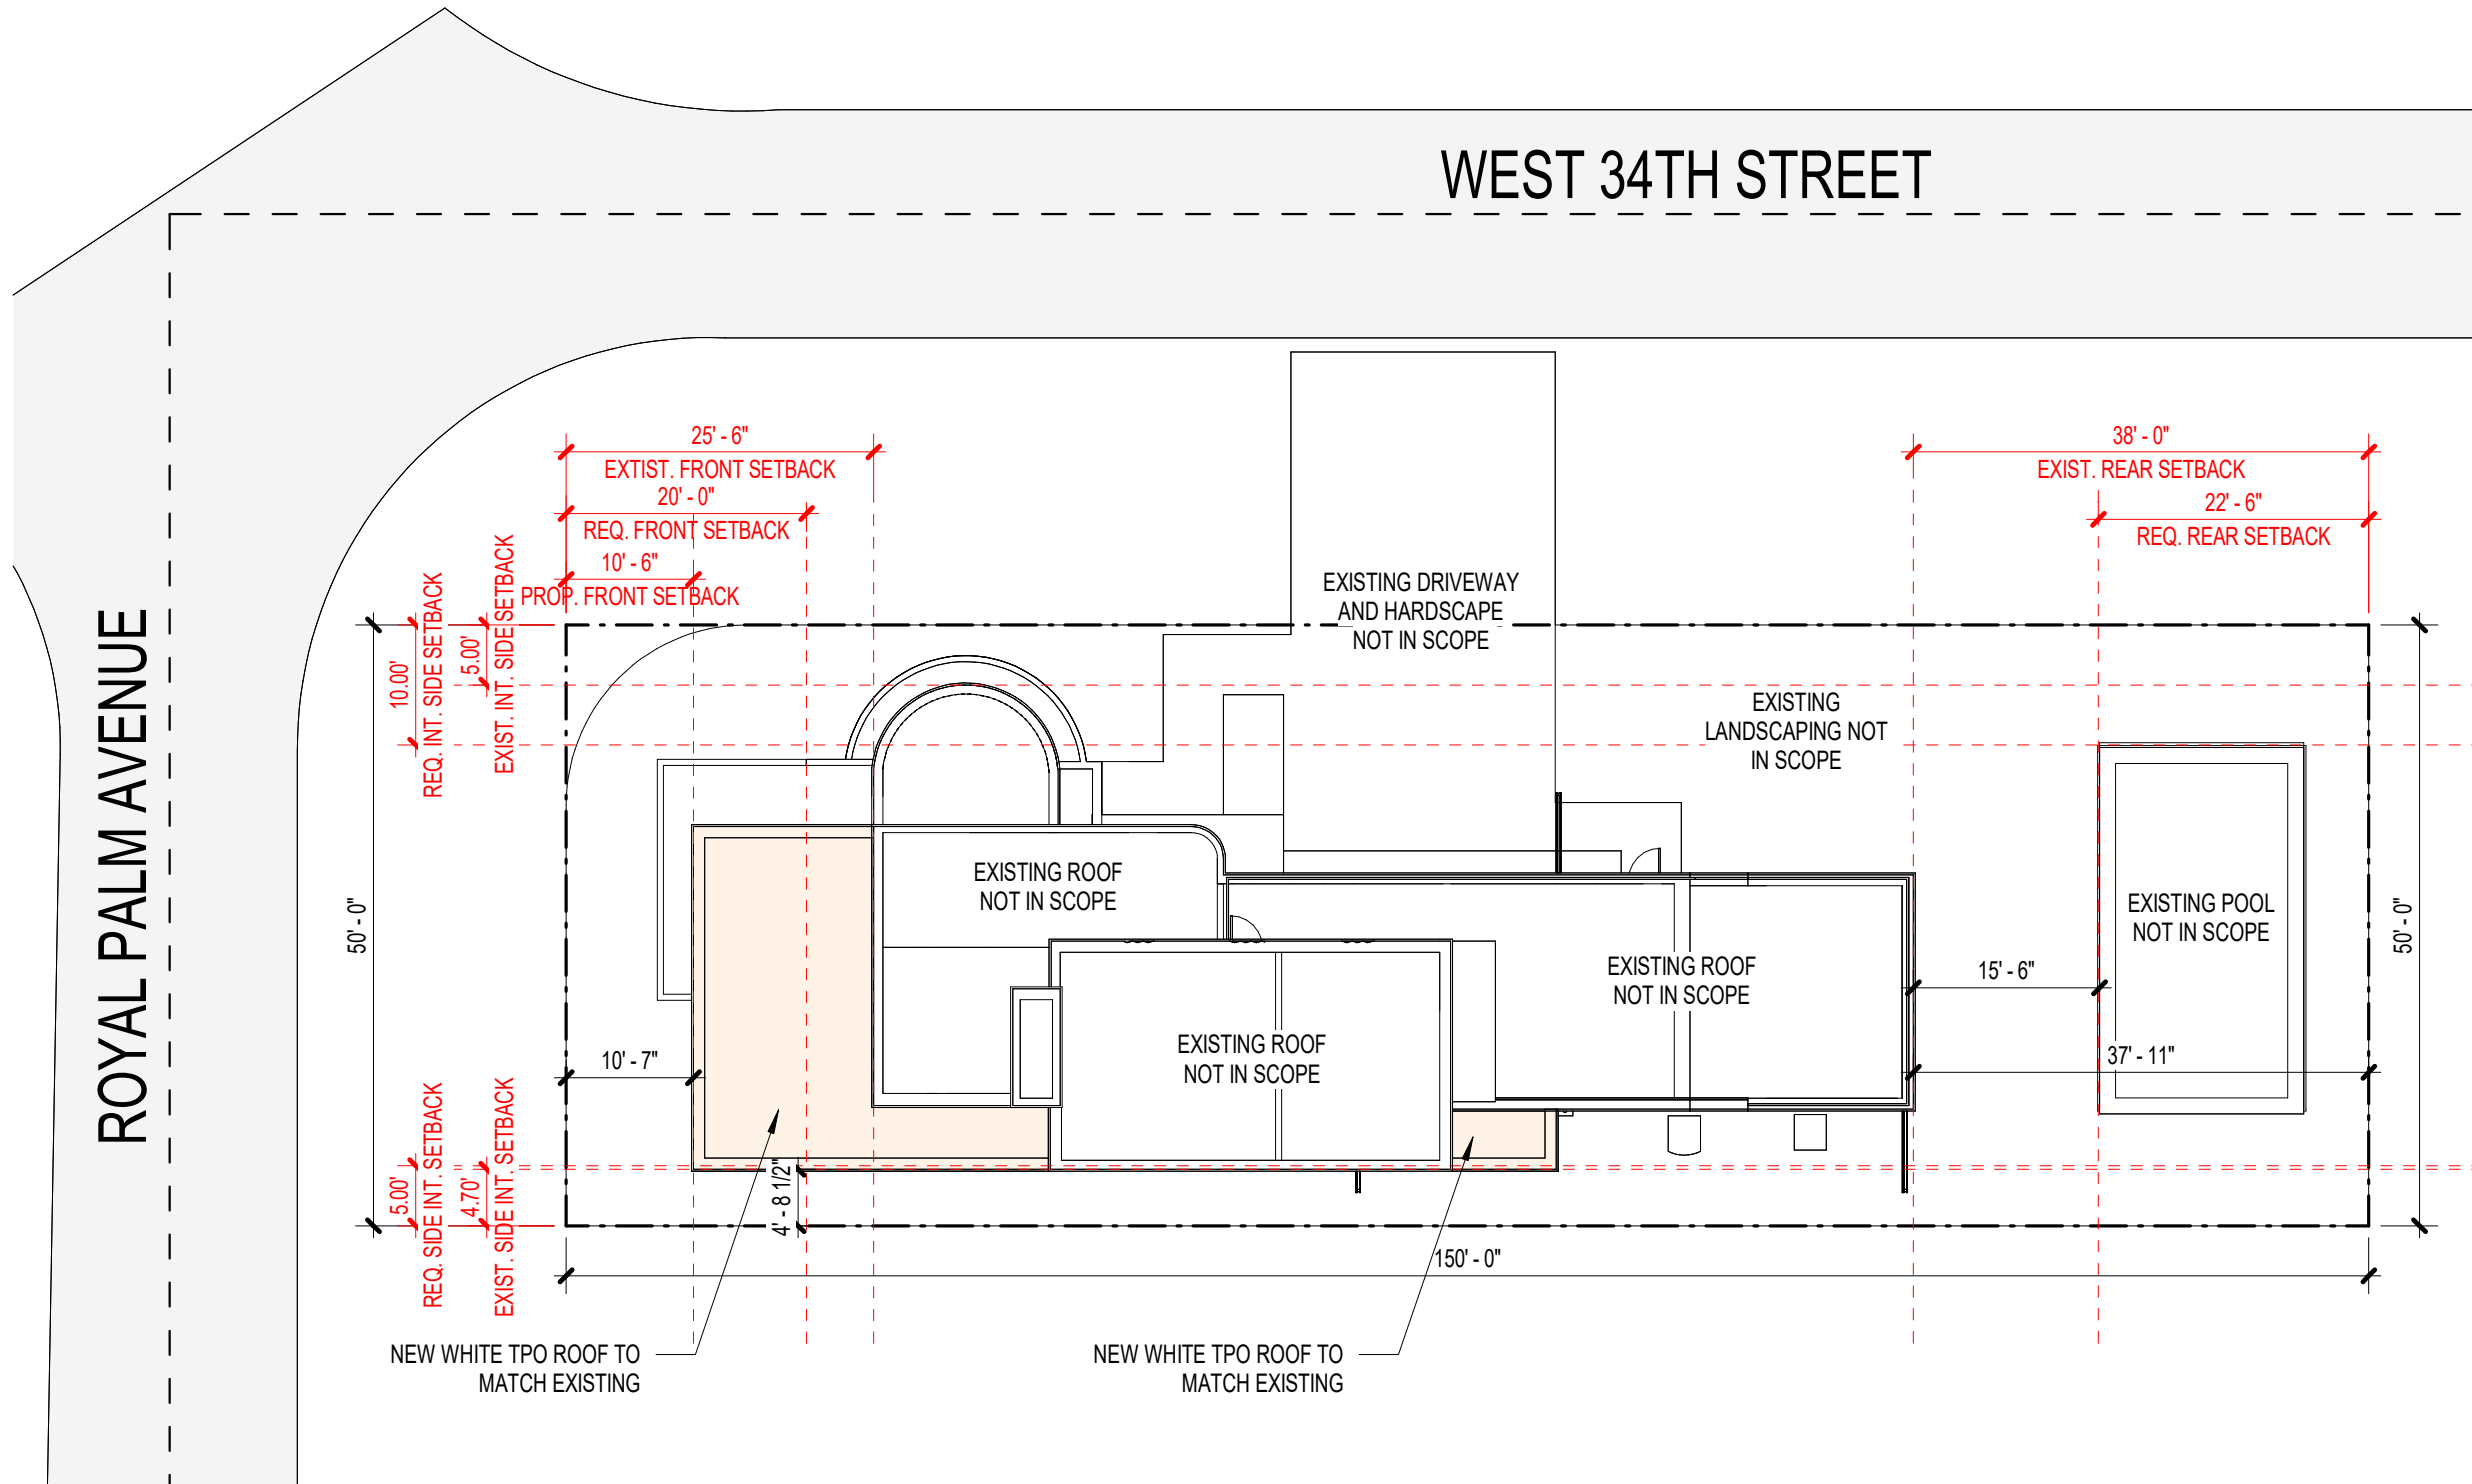 WEST 34TH STREET
ROYAL PALM AVENUE
25' - 6"
EXTIST. FRONT SETBACK
20' - 0"
REQ. FRONT SETBACK
10' - 6"
PROP. FRONT SETBACK
38' - 0"
EXIST. REAR SETBACK
22' - 6"
REQ. REAR SETBACK
10.00'
REQ. INT. SIDE SETBACK
5.00'
EXIST. INT. SIDE SETBACK
EXISTING DRIVEWAY
AND HARDSCAPE
NOT IN SCOPE
EXISTING
LANDSCAPING NOT
IN SCOPE
50' - 0"
EXISTING ROOF
NOT IN SCOPE
EXISTING ROOF
NOT IN SCOPE
EXISTING ROOF
NOT IN SCOPE
EXISTING POOL
NOT IN SCOPE
50' - 0"
15' - 6"
37' - 11"
10' - 7"
5.00'
REQ. SIDE INT. SETBACK
4.70'
EXIST. SIDE INT. SETBACK
4' - 8 1/2"
150' - 0"
NEW WHITE TPO ROOF TO
MATCH EXISTING
NEW WHITE TPO ROOF TO
MATCH EXISTING